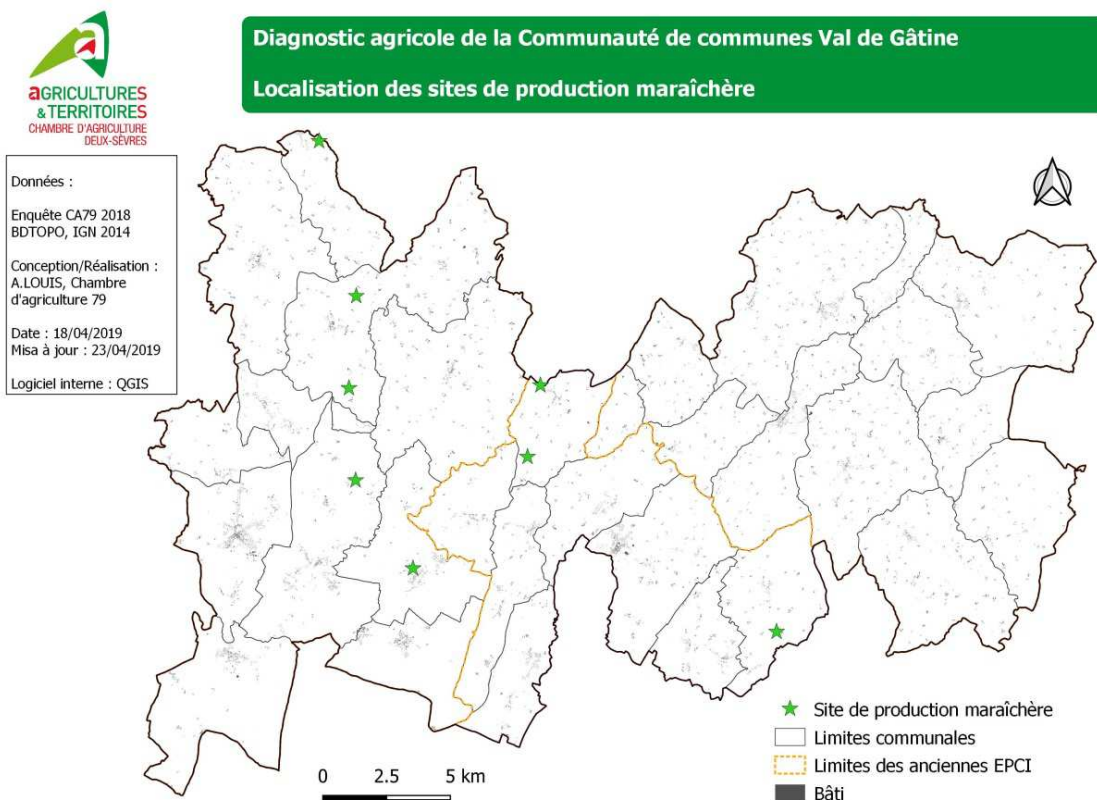 Diagnostic agricole de la Communauté de communes Val de Gâtine
Localisation des sites de production maraîchère
a
aGRICULTURES
& TERRITOIRES
CHAMBRE D'AGRICULTURE
DEUX-SÈVRES
Données :
Enquête CA79 2018
BDTOPO, IGN 2014
Conception/Réalisation :
A.LOUIS, Chambre
d'agriculture 79
Date : 18/04/2019
Misa à jour : 23/04/2019
Logiciel interne : QGIS
Site de production maraîchère
Limites communales
Limites des anciennes EPCI
Bâti
0 2.5 5 km